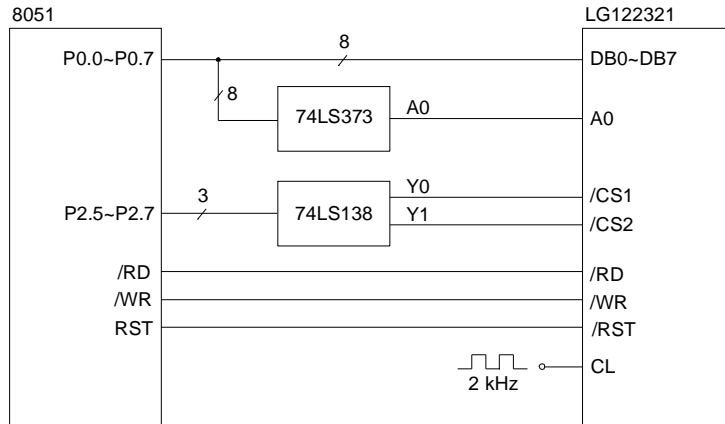 8051
LG122321
P0.0~P0.7
8
DB0~DB7
8
74LS373
A0
A0
P2.5~P2.7
3
74LS138
Y0
Y1
/CS1
/CS2
/RD
/RD
/WR
/WR
RST
/RST
2 kHz
CL